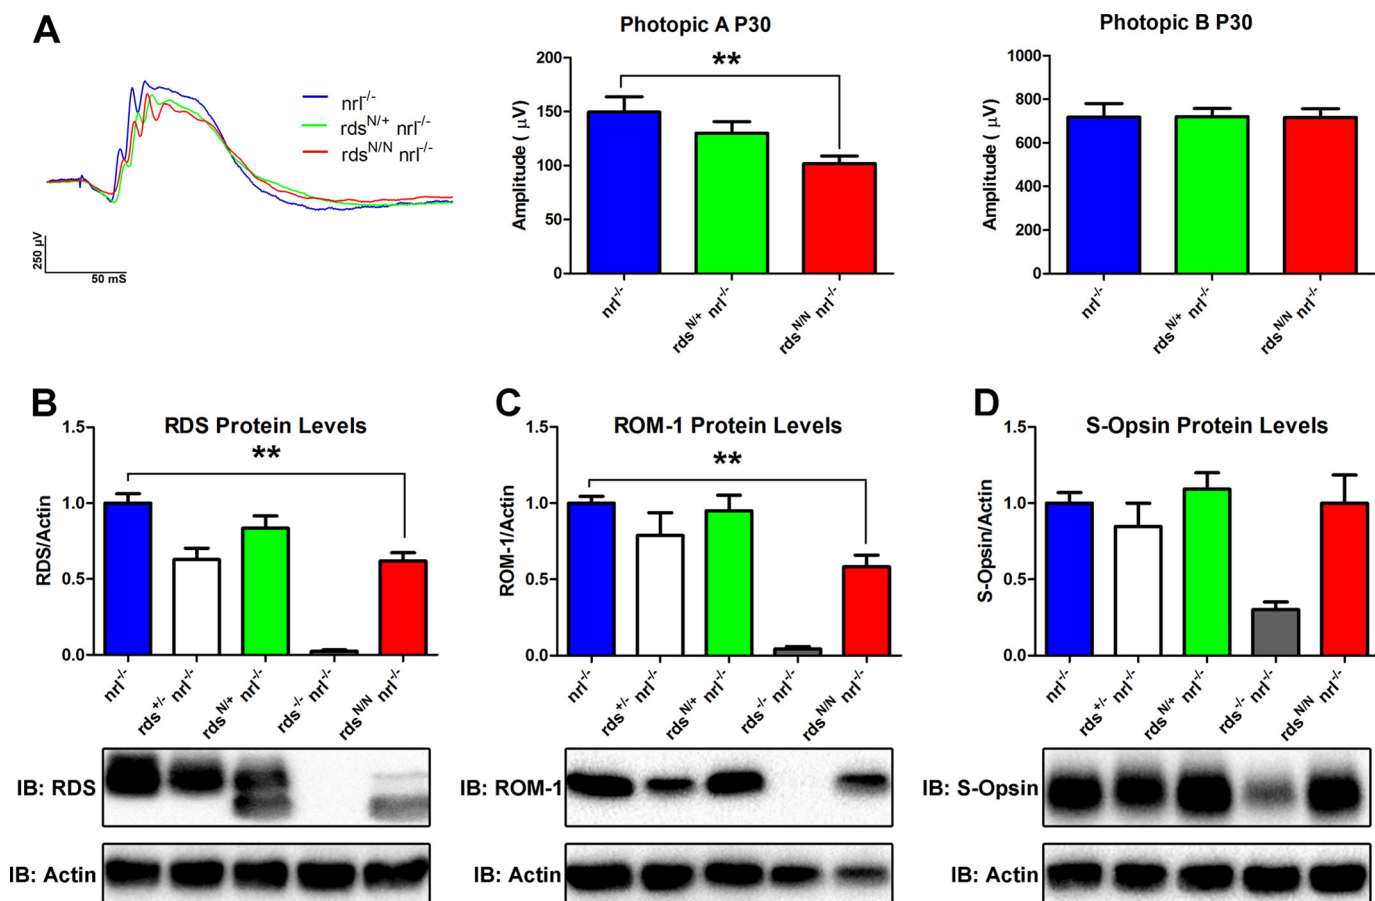 A
nrl-/-
rdsN/+ nrl-/-
rdsN/N nrl-/-
250 µV
50 mS
Photopic A P30
**
Amplitude ( µV)
200
150
100
50
0
nrl-/-
rds N/+ nrl-/-
rds N/N nrl-/-
Photopic B P30
Amplitude ( µV)
1000
800
600
400
200
0
nrl-/-
rds N/+ nrl-/-
rds N/N nrl-/-
B
RDS Protein Levels
**
RDS/Actin
1.5
1.0
0.5
0.0
nrl-/-
rds+/- nrl-/-
rdsN/+ nrl-/-
rds-/- nrl-/-
rdsN/N nrl-/-
IB: RDS
IB: Actin
C
ROM-1 Protein Levels
**
ROM-1/Actin
1.5
1.0
0.5
0.0
nrl-/-
rds+/- nrl-/-
rdsN/+ nrl-/-
rds-/- nrl-/-
rdsN/N nrl-/-
IB: ROM-1
IB: Actin
D
S-Opsin Protein Levels
S-Opsin/Actin
1.5
1.0
0.5
0.0
nrl-/-
rds+/- nrl-/-
rdsN/+ nrl-/-
rds-/- nrl-/-
rdsN/N nrl-/-
IB: S-Opsin
IB: Actin